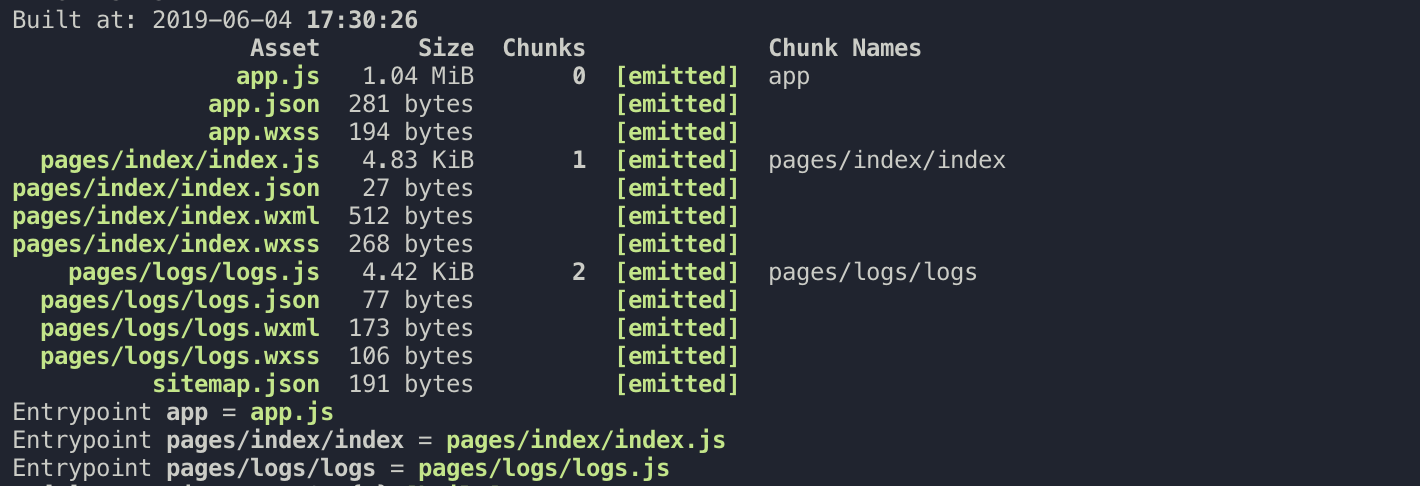 Built at: 2019-06-04 17:30:26
Asset Size Chunks Chunk Names
app.js 1.04 MiB 0 [emitted] app
app.json 281 bytes [emitted]
app.wxss 194 bytes [emitted]
pages/index/index.js 4.83 KiB 1 [emitted] pages/index/index
pages/index/index.json 27 bytes [emitted]
pages/index/index.wxml 512 bytes [emitted]
pages/index/index.wxss 268 bytes [emitted]
pages/logs/logs.js 4.42 KiB 2 [emitted] pages/logs/logs
pages/logs/logs.json 77 bytes [emitted]
pages/logs/logs.wxml 173 bytes [emitted]
pages/logs/logs.wxss 106 bytes [emitted]
sitemap.json 191 bytes [emitted]
Entrypoint app = app.js
Entrypoint pages/index/index = pages/index/index.js
Entrypoint pages/logs/logs = pages/logs/logs.js